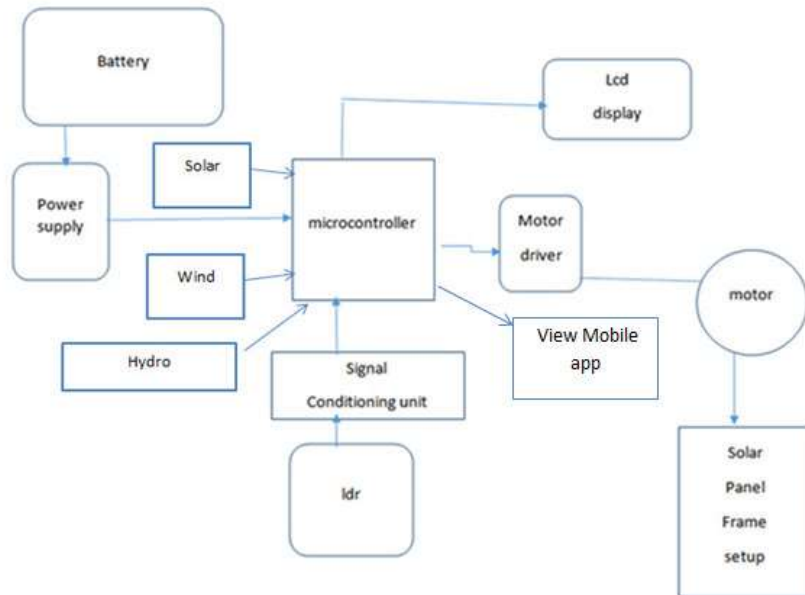 Battery
Lcd
display
Solar
Power
supply
microcontroller
Motor
driver
Wind
motor
Hydro
View Mobile
app
Signal
Conditioning unit
ldr
Solar
Panel
Frame
setup